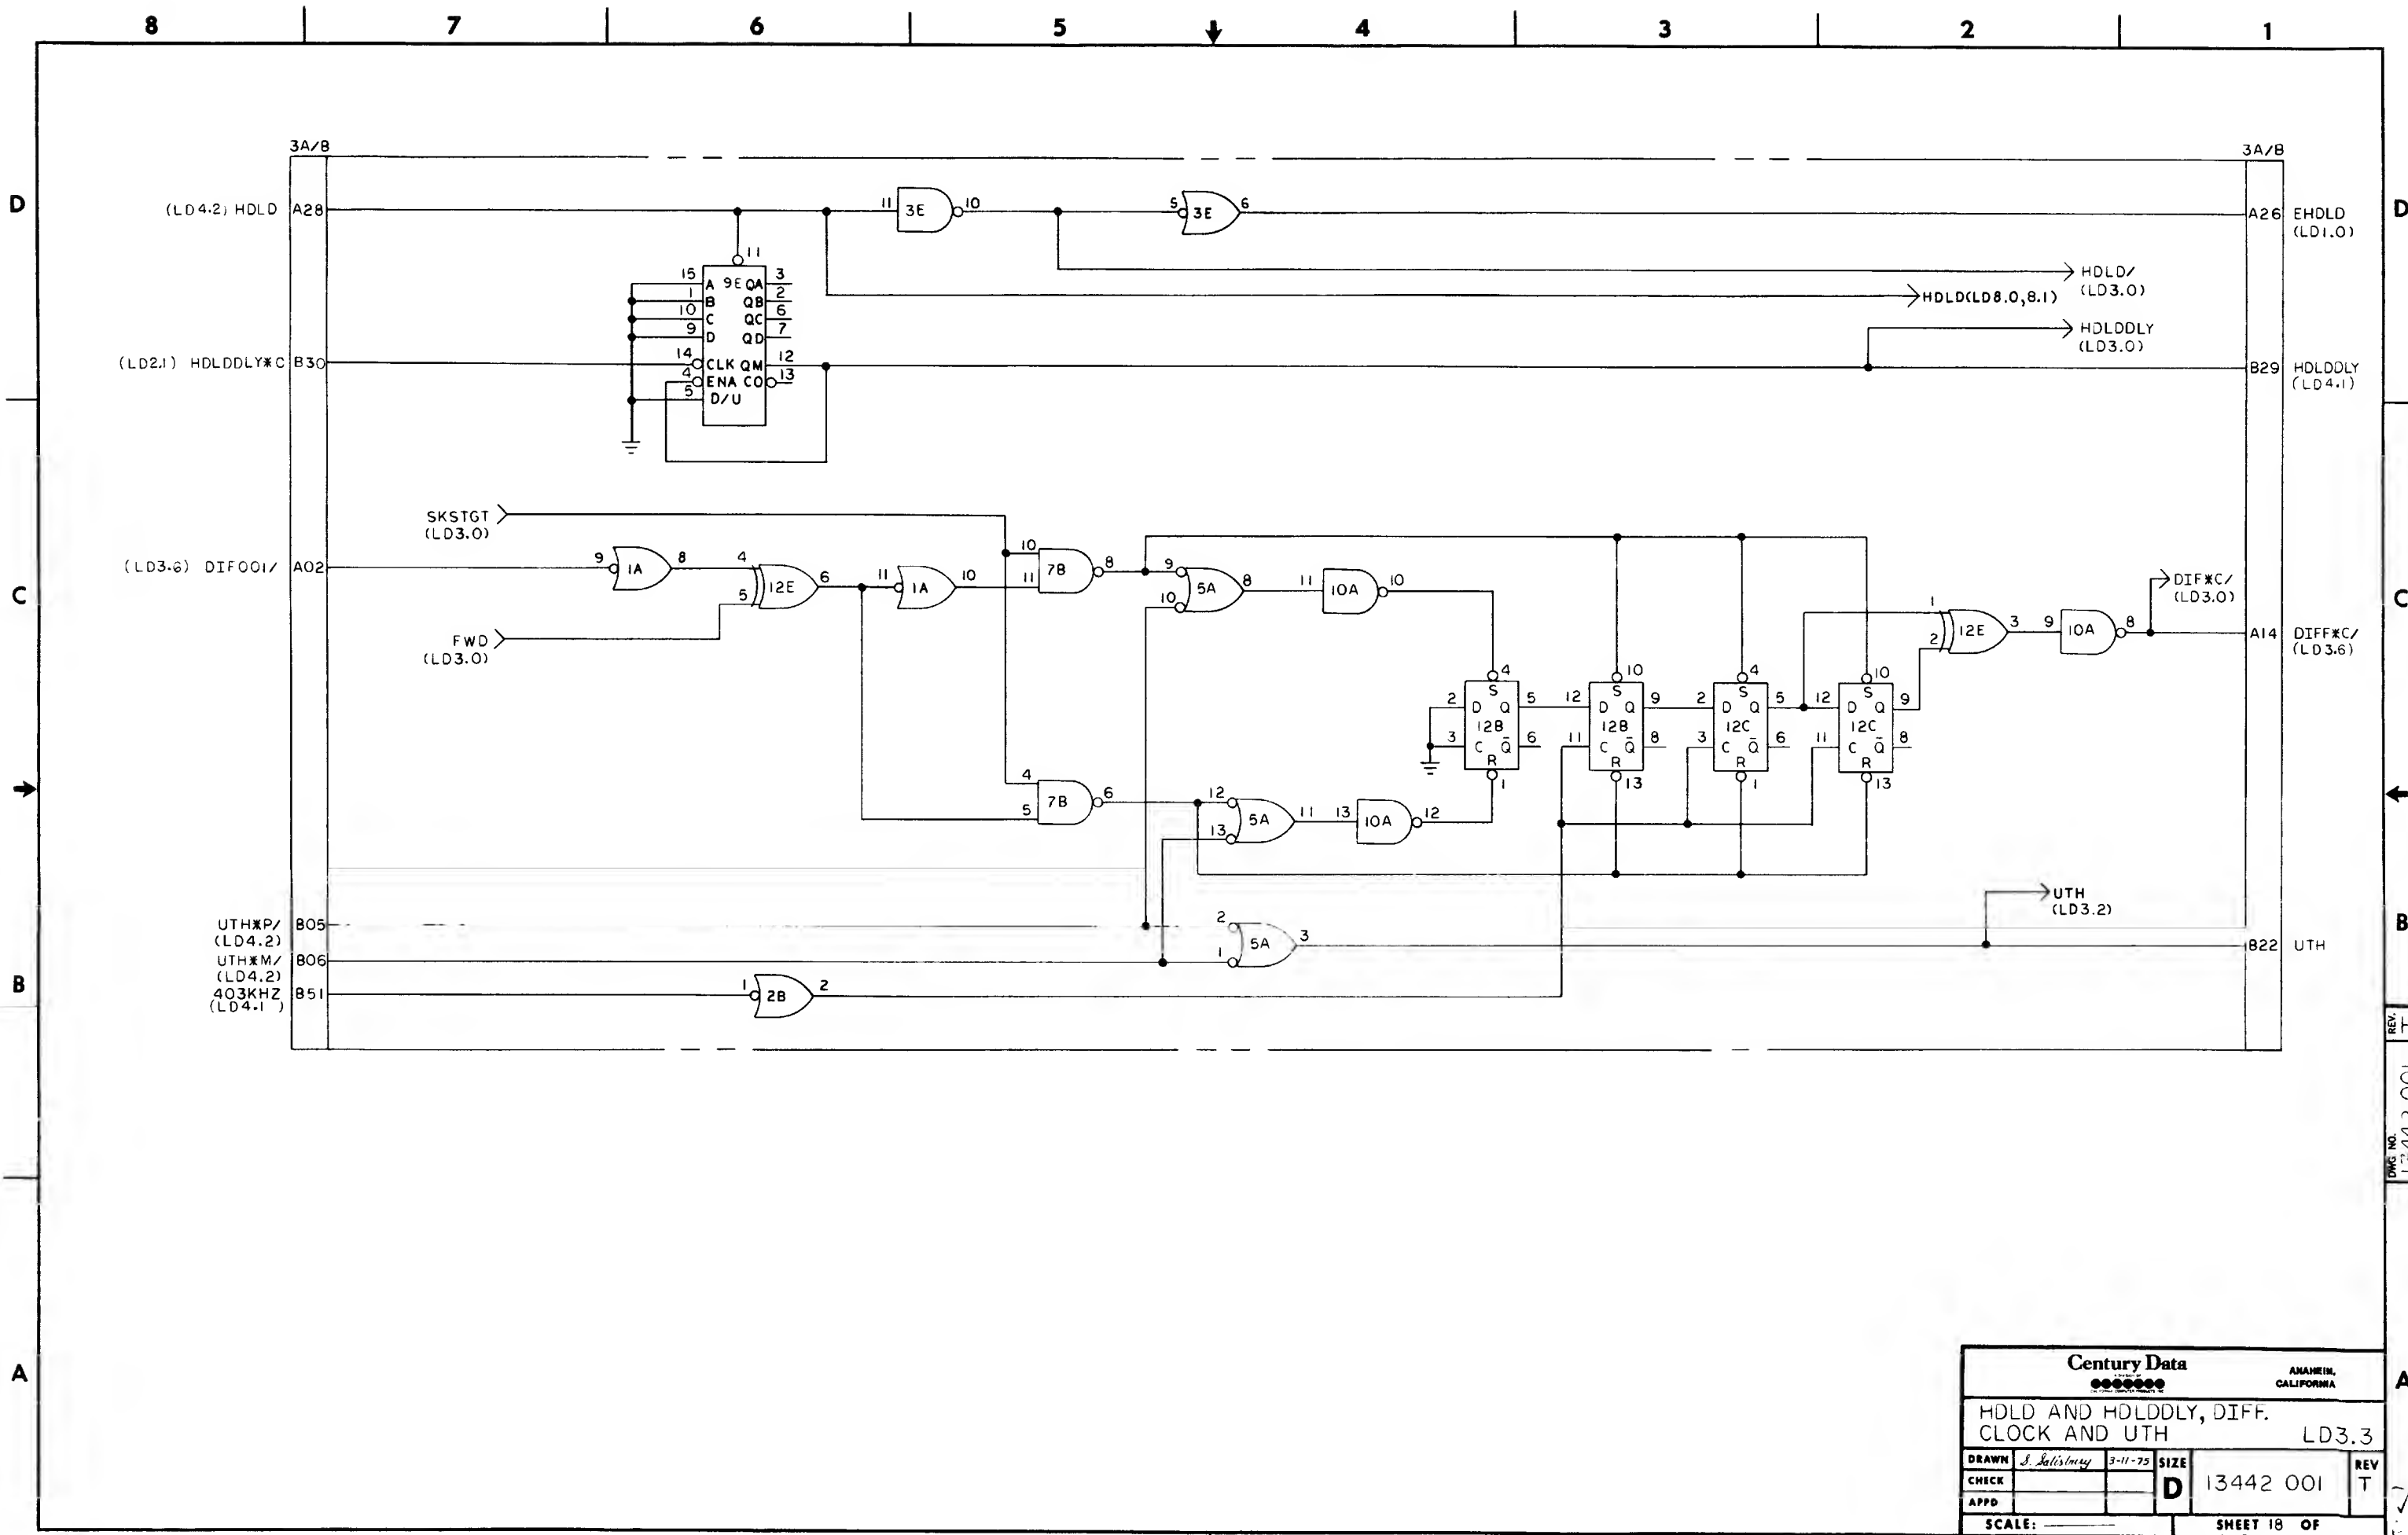 8 7 6 5 4 3 2 1
D
C
B
A
D
C
B
A
3A/B
3A/B
(LD4.2) HDLD A28
11 3E 10
5 3E 6
A26 EHDLD
(LD1.0)
HDLD/
(LD3.0)
HDLD(LD8.0,8.1)
HDLDDLY
(LD3.0)
11
15 A 9E QA 3
1 B QB 2
10 C QC 6
9 D QD 7
14 CLK QM 12
4 ENA CO 13
5 D/U
(LD2.1) HDLDDLY*C B30
B29 HDLDDLY
(LD4.1)
SKSTGT
(LD3.0)
(LD3.6) DIF001/ A02
9 1A 8
4 5 12E 6
11 1A 10
10 11 7B 8
9 10 5A 8
11 10A 10
FWD
(LD3.0)
1 2 12E 3
9 10A 8
DIF*C/
(LD3.0)
A14 DIFF*C/
(LD3.6)
4 S
2 D Q 5
12B
3 C Q̄ 6
R 1
10 S
12 D Q 9
12B
11 C Q̄ 8
R 13
4 S
2 D Q 5
12C
3 C Q̄ 6
R 1
10 S
12 D Q 9
12C
11 C Q̄ 8
R 13
4 5 7B 6
12 13 5A 11
13 10A 12
UTH*P/ B05
(LD4.2)
UTH*M/ B06
(LD4.2)
403KHZ B51
(LD4.1)
2 1 5A 3
1 2B 2
UTH
(LD3.2)
B22 UTH
REV. T
DWG NO. 13442 001
Century Data
ANAHEIM,
CALIFORNIA
HDLD AND HDLDDLY, DIFF.
CLOCK AND UTH LD3.3
DRAWN S. Salisbury 3-11-75
CHECK
APPD
SIZE
D
13442 001
REV
T
SCALE:
SHEET 18 OF